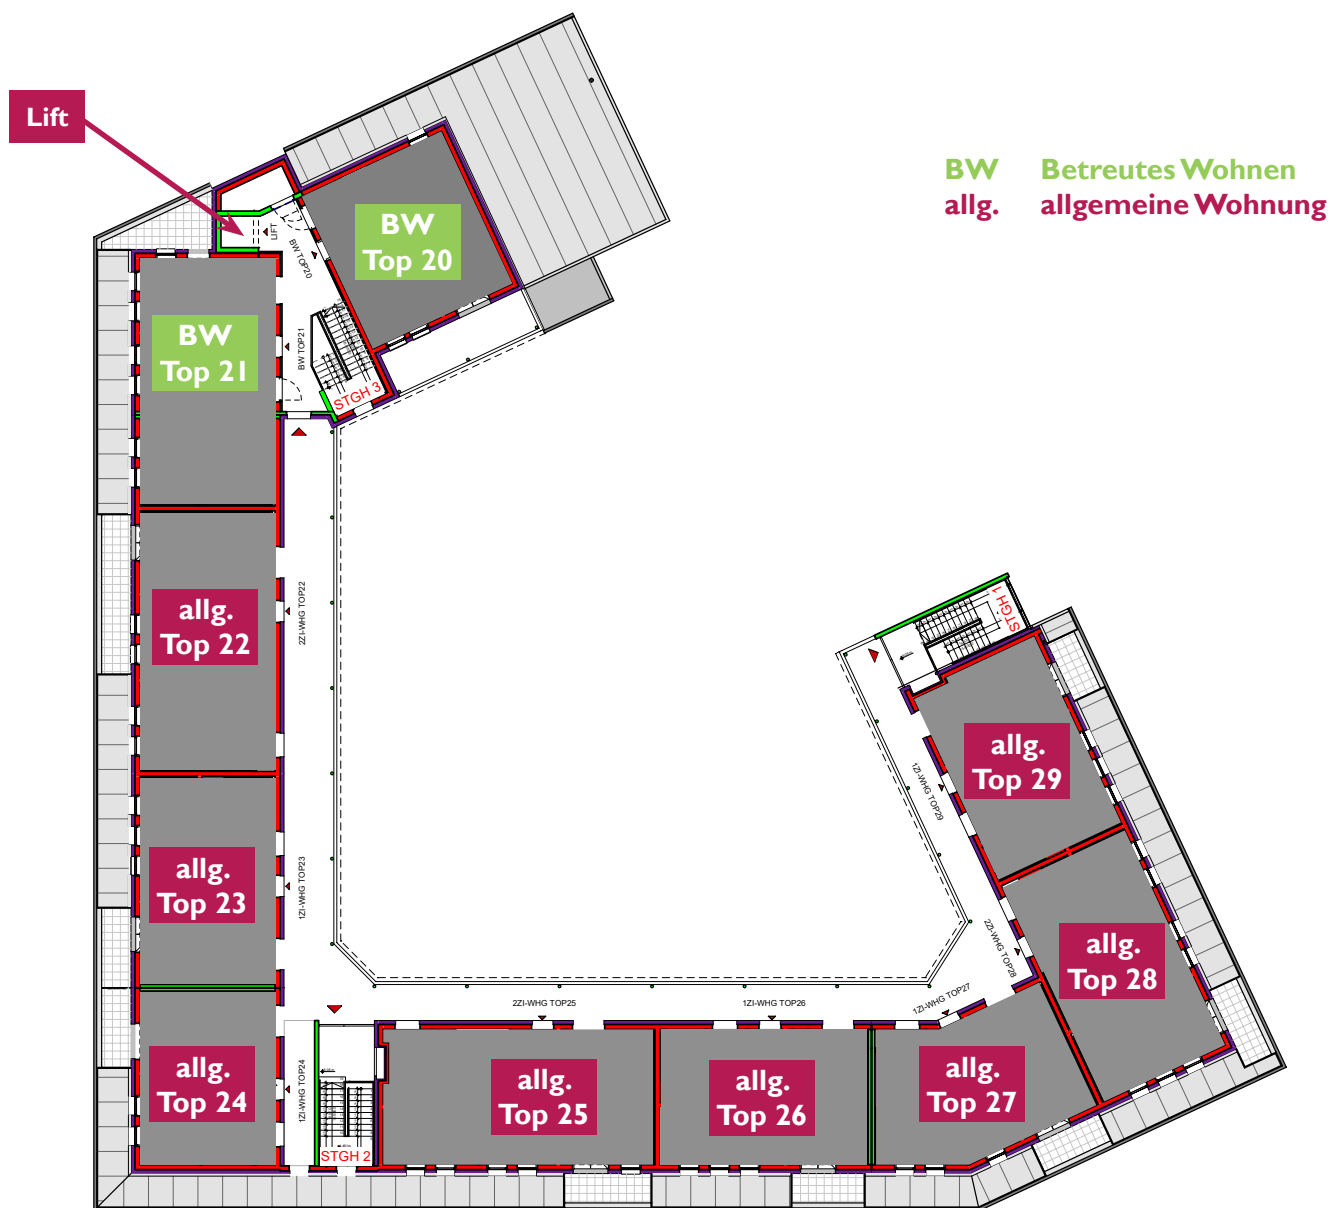 Lift
BW Betreutes Wohnen
allg. allgemeine Wohnung
BW
Top 20
LIFT
BW TOP20
BW
Top 21
BW TOP21
STGH 3
allg.
Top 22
2ZI-WHG TOP22
STGH 1
allg.
Top 29
1ZI-WHG TOP29
allg.
Top 23
1ZI-WHG TOP23
allg.
Top 28
2ZI-WHG TOP28
2ZI-WHG TOP25
1ZI-WHG TOP26
1ZI-WHG TOP27
allg.
Top 24
1ZI-WHG TOP24
allg.
Top 25
allg.
Top 26
allg.
Top 27
STGH 2